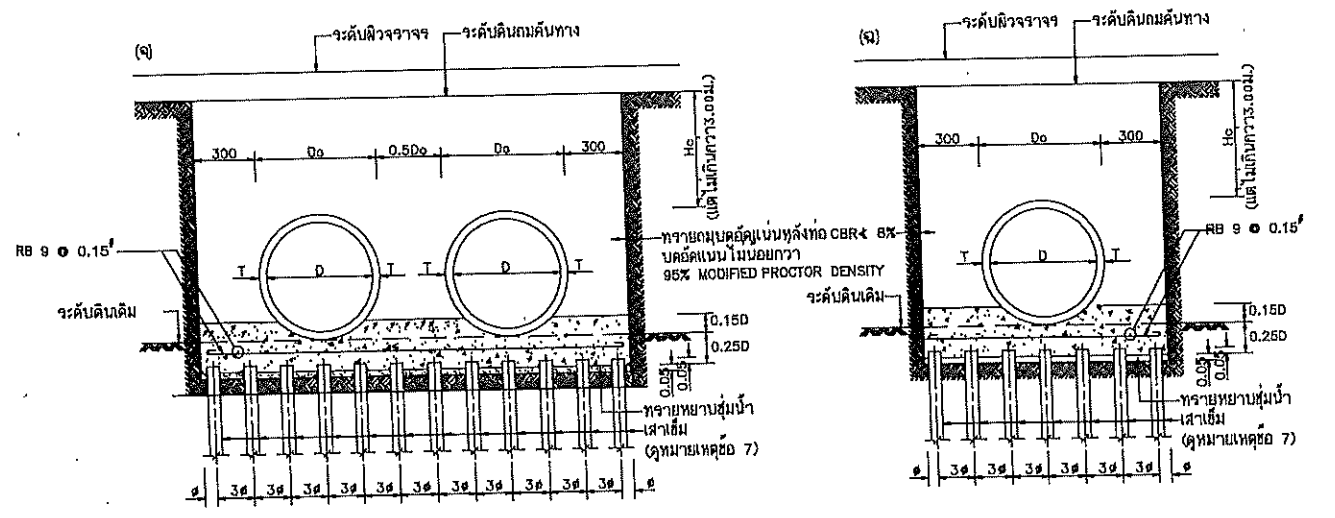 (จ)
ระดับผิวจราจร
ระดับดินถมคันทาง
300
Do
0.5Do
Do
300
Hc
(แต่ไม่เกินกว่า3.00ม.)
RB 9 @ 0.15#
T
D
T
T
D
T
ทรายถมบดอัดแน่นหลังท่อ CBR≮ 8%
บดอัดแน่นไม่น้อยกว่า
95% MODIFIED PROCTOR DENSITY
ระดับดินเดิม
0.15D
0.25D
0.05
0.05
ทรายหยาบชุ่มน้ำ
เสาเข็ม
(ดูหมายเหตุข้อ 7)
ø
3ø
3ø
3ø
3ø
3ø
3ø
3ø
3ø
3ø
3ø
3ø
ø
(ฉ)
ระดับผิวจราจร
ระดับดินถมคันทาง
300
Do
300
Hc
(แต่ไม่เกินกว่า3.00ม.)
RB 9 @ 0.15#
T
D
T
ระดับดินเดิม
0.15D
0.25D
0.05
0.05
ทรายหยาบชุ่มน้ำ
เสาเข็ม
(ดูหมายเหตุข้อ 7)
ø
3ø
3ø
3ø
3ø
3ø
3ø
ø